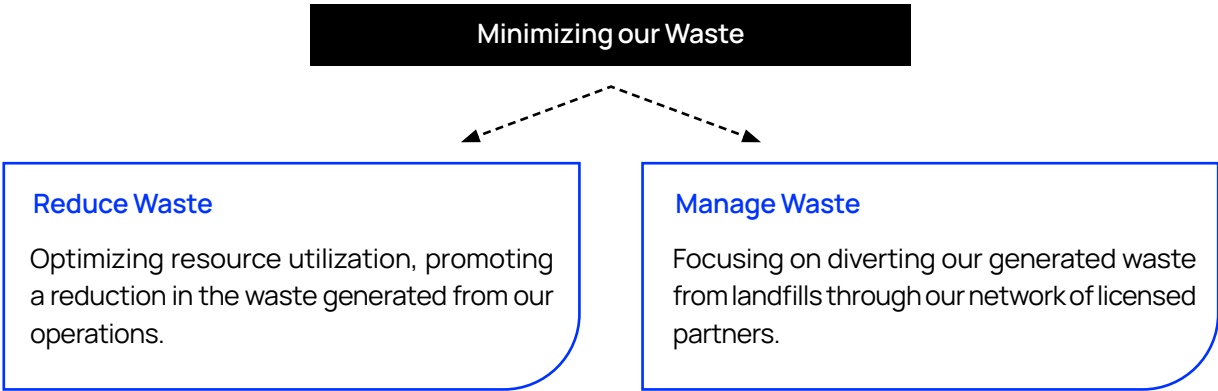 Minimizing our Waste
Reduce Waste
Optimizing resource utilization, promoting
a reduction in the waste generated from our
operations.
Manage Waste
Focusing on diverting our generated waste
from landfills through our network of licensed
partners.